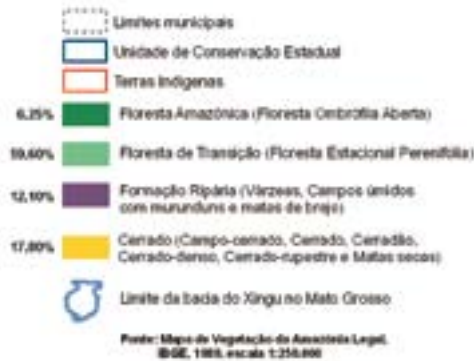 Limites municipais
Unidade de Conservação Estadual
Terras Indígenas
6,25% Floresta Amazônica (Floresta Ombrófila Aberta)
59,60% Floresta de Transição (Floresta Estacional Perenifólia)
12,10% Formação Ripária (Várzeas, Campos úmidos
com murunduns e matas de brejo)
17,80% Cerrado (Campo-cerrado, Cerrado, Cerradão,
Cerrado-denso, Cerrado-rupestre e Matas secas)
Limite da bacia do Xingu no Mato Grosso
Fonte: Mapa de Vegetação da Amazônia Legal,
IBGE, escala 1:250.000